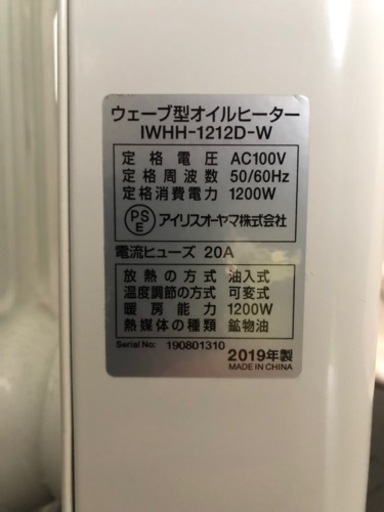 ウェーブ型オイルヒーター
IWHH-1212D-W
定格電圧 AC100V
定格周波数 50/60Hz
定格消費電力 1200W
PSE アイリスオーヤマ株式会社
電流ヒューズ 20A
放熱の方式 油入式
温度調節の方式 可変式
暖房能力 1200W
熱媒体の種類 鉱物油
Serial No: 190801310
2019年製
MADE IN CHINA